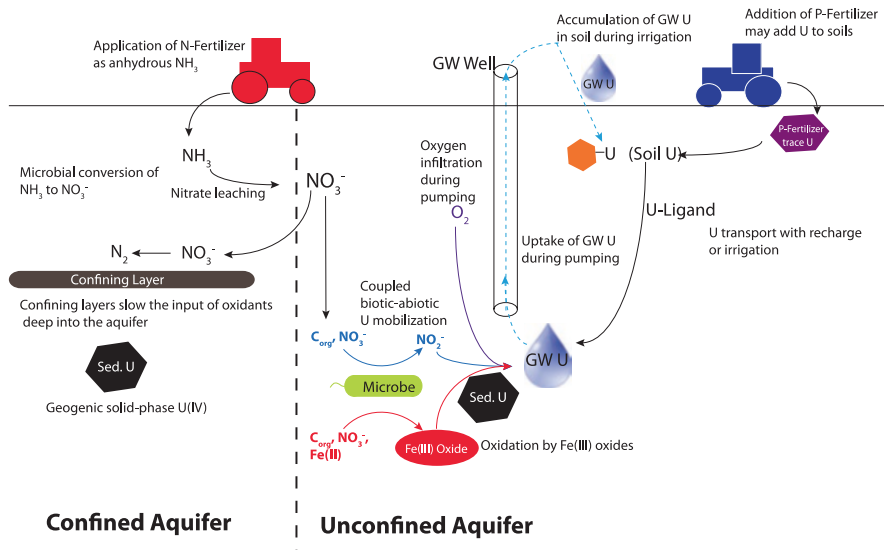 Application of N-Fertilizer
as anhydrous NH₃
GW Well
Accumulation of GW U
in soil during irrigation
GW U
Addition of P-Fertilizer
may add U to soils
P-Fertilizer
trace U
NH₃
Microbial conversion of
NH₃ to NO₃⁻
Nitrate leaching
NO₃⁻
Oxygen
infiltration
during
pumping
O₂
U
(Soil U)
U-Ligand
U transport with recharge
or irrigation
Uptake of GW U
during pumping
N₂
NO₃⁻
Confining Layer
Confining layers slow the input of oxidants
deep into the aquifer
Sed. U
Geogenic solid-phase U(IV)
Coupled
biotic-abiotic
U mobilization
C_org, NO₃⁻
NO₂⁻
GW U
Microbe
Sed. U
C_org, NO₃⁻,
Fe(II)
Fe(III) Oxide
Oxidation by Fe(III) oxides
Confined Aquifer
Unconfined Aquifer